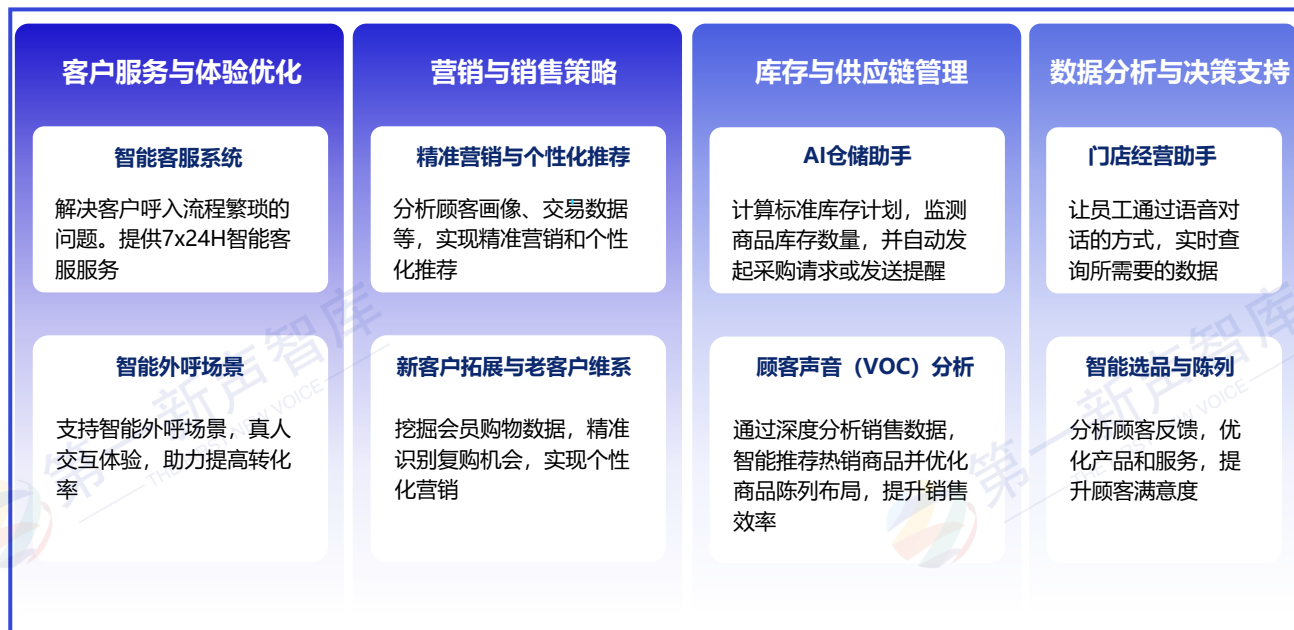 客户服务与体验优化
智能客服系统
解决客户呼入流程繁琐的
问题。提供7x24H智能客
服服务
智能外呼场景
支持智能外呼场景，真人
交互体验，助力提高转化
率
营销与销售策略
精准营销与个性化推荐
分析顾客画像、交易数据
等，实现精准营销和个性
化推荐
新客户拓展与老客户维系
挖掘会员购物数据，精准
识别复购机会，实现个性
化营销
库存与供应链管理
AI仓储助手
计算标准库存计划，监测
商品库存数量，并自动发
起采购请求或发送提醒
顾客声音（VOC）分析
通过深度分析销售数据，
智能推荐热销商品并优化
商品陈列布局，提升销售
效率
数据分析与决策支持
门店经营助手
让员工通过语音对
话的方式，实时查
询所需要的数据
智能选品与陈列
分析顾客反馈，优
化产品和服务，提
升顾客满意度
第一新声智库
第一新声智库